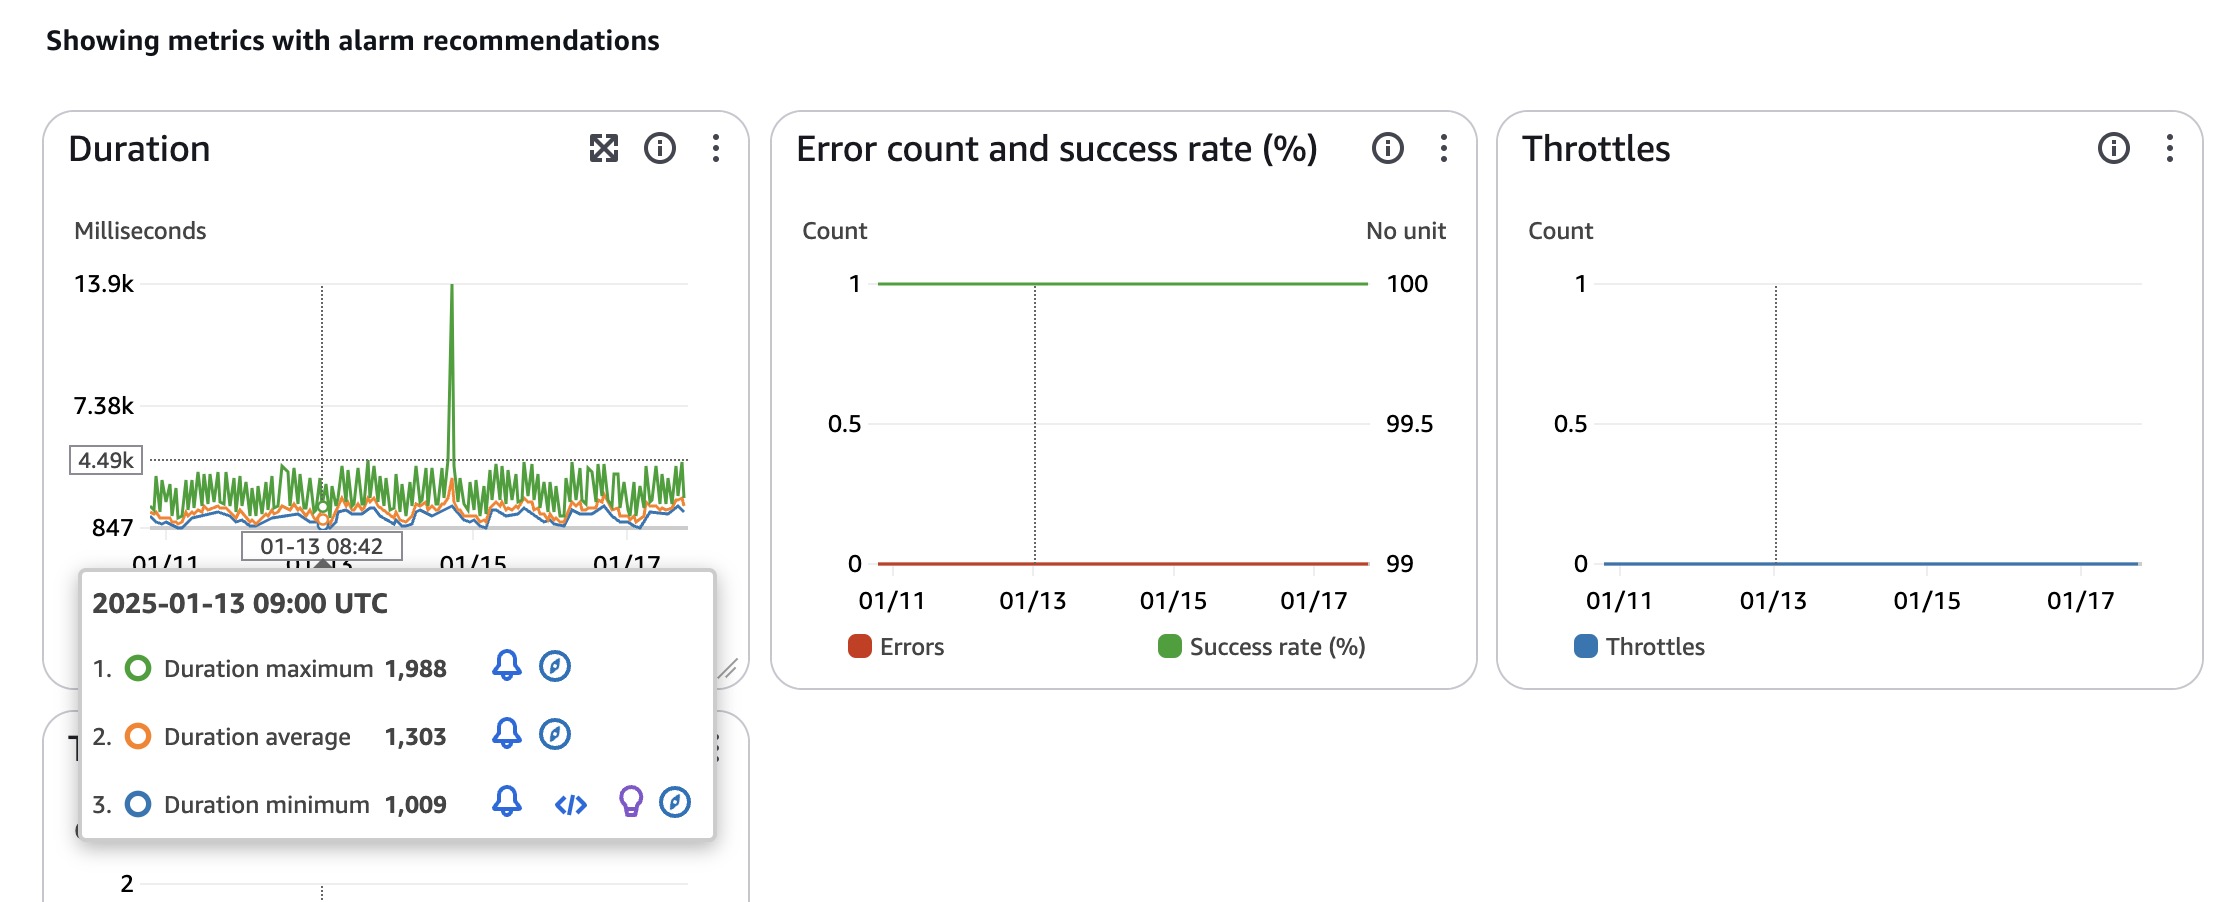 Showing metrics with alarm recommendations
Duration
Milliseconds
13.9k
7.38k
4.49k
847
01-13 08:42
01/11
01/13
01/15
01/17
2025-01-13 09:00 UTC
1. Duration maximum 1,988
2. Duration average 1,303
3. Duration minimum 1,009
2
Error count and success rate (%)
Count
No unit
1
100
0.5
99.5
0
99
01/11
01/13
01/15
01/17
Errors
Success rate (%)
Throttles
Count
1
0.5
0
01/11
01/13
01/15
01/17
Throttles